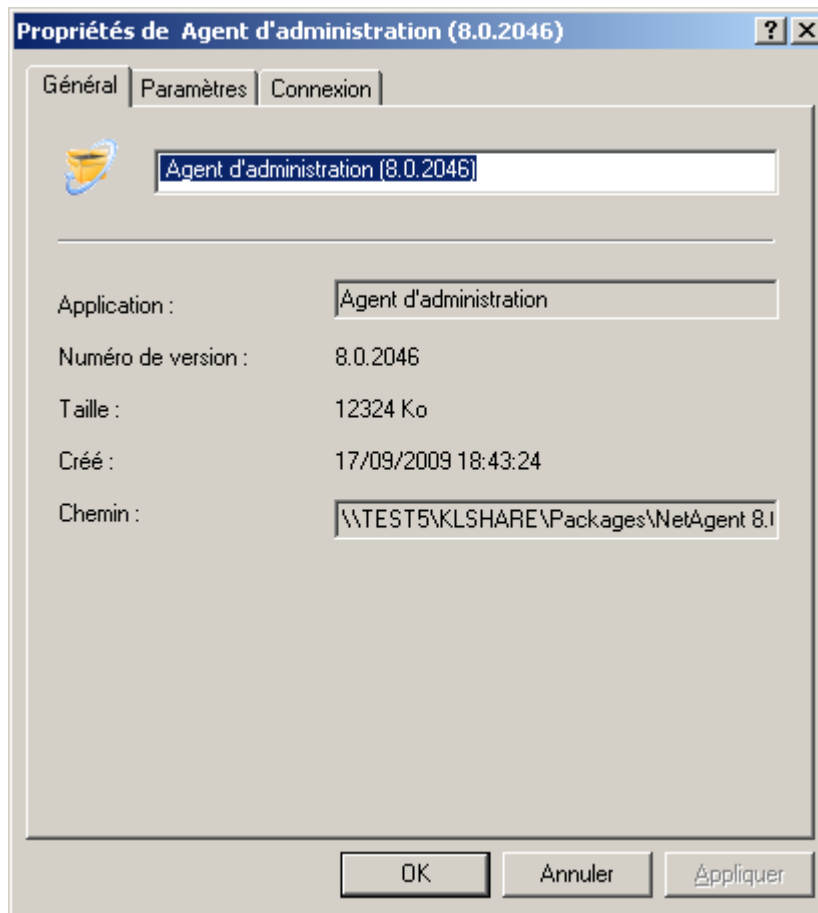 Propriétés de Agent d'administration (8.0.2046)
Général Paramètres Connexion
Agent d'administration (8.0.2046)
Application : Agent d'administration
Numéro de version : 8.0.2046
Taille : 12324 Ko
Créé : 17/09/2009 18:43:24
Chemin : \\TEST5\KLSHARE\Packages\NetAgent 8.
OK Annuler Appliquer